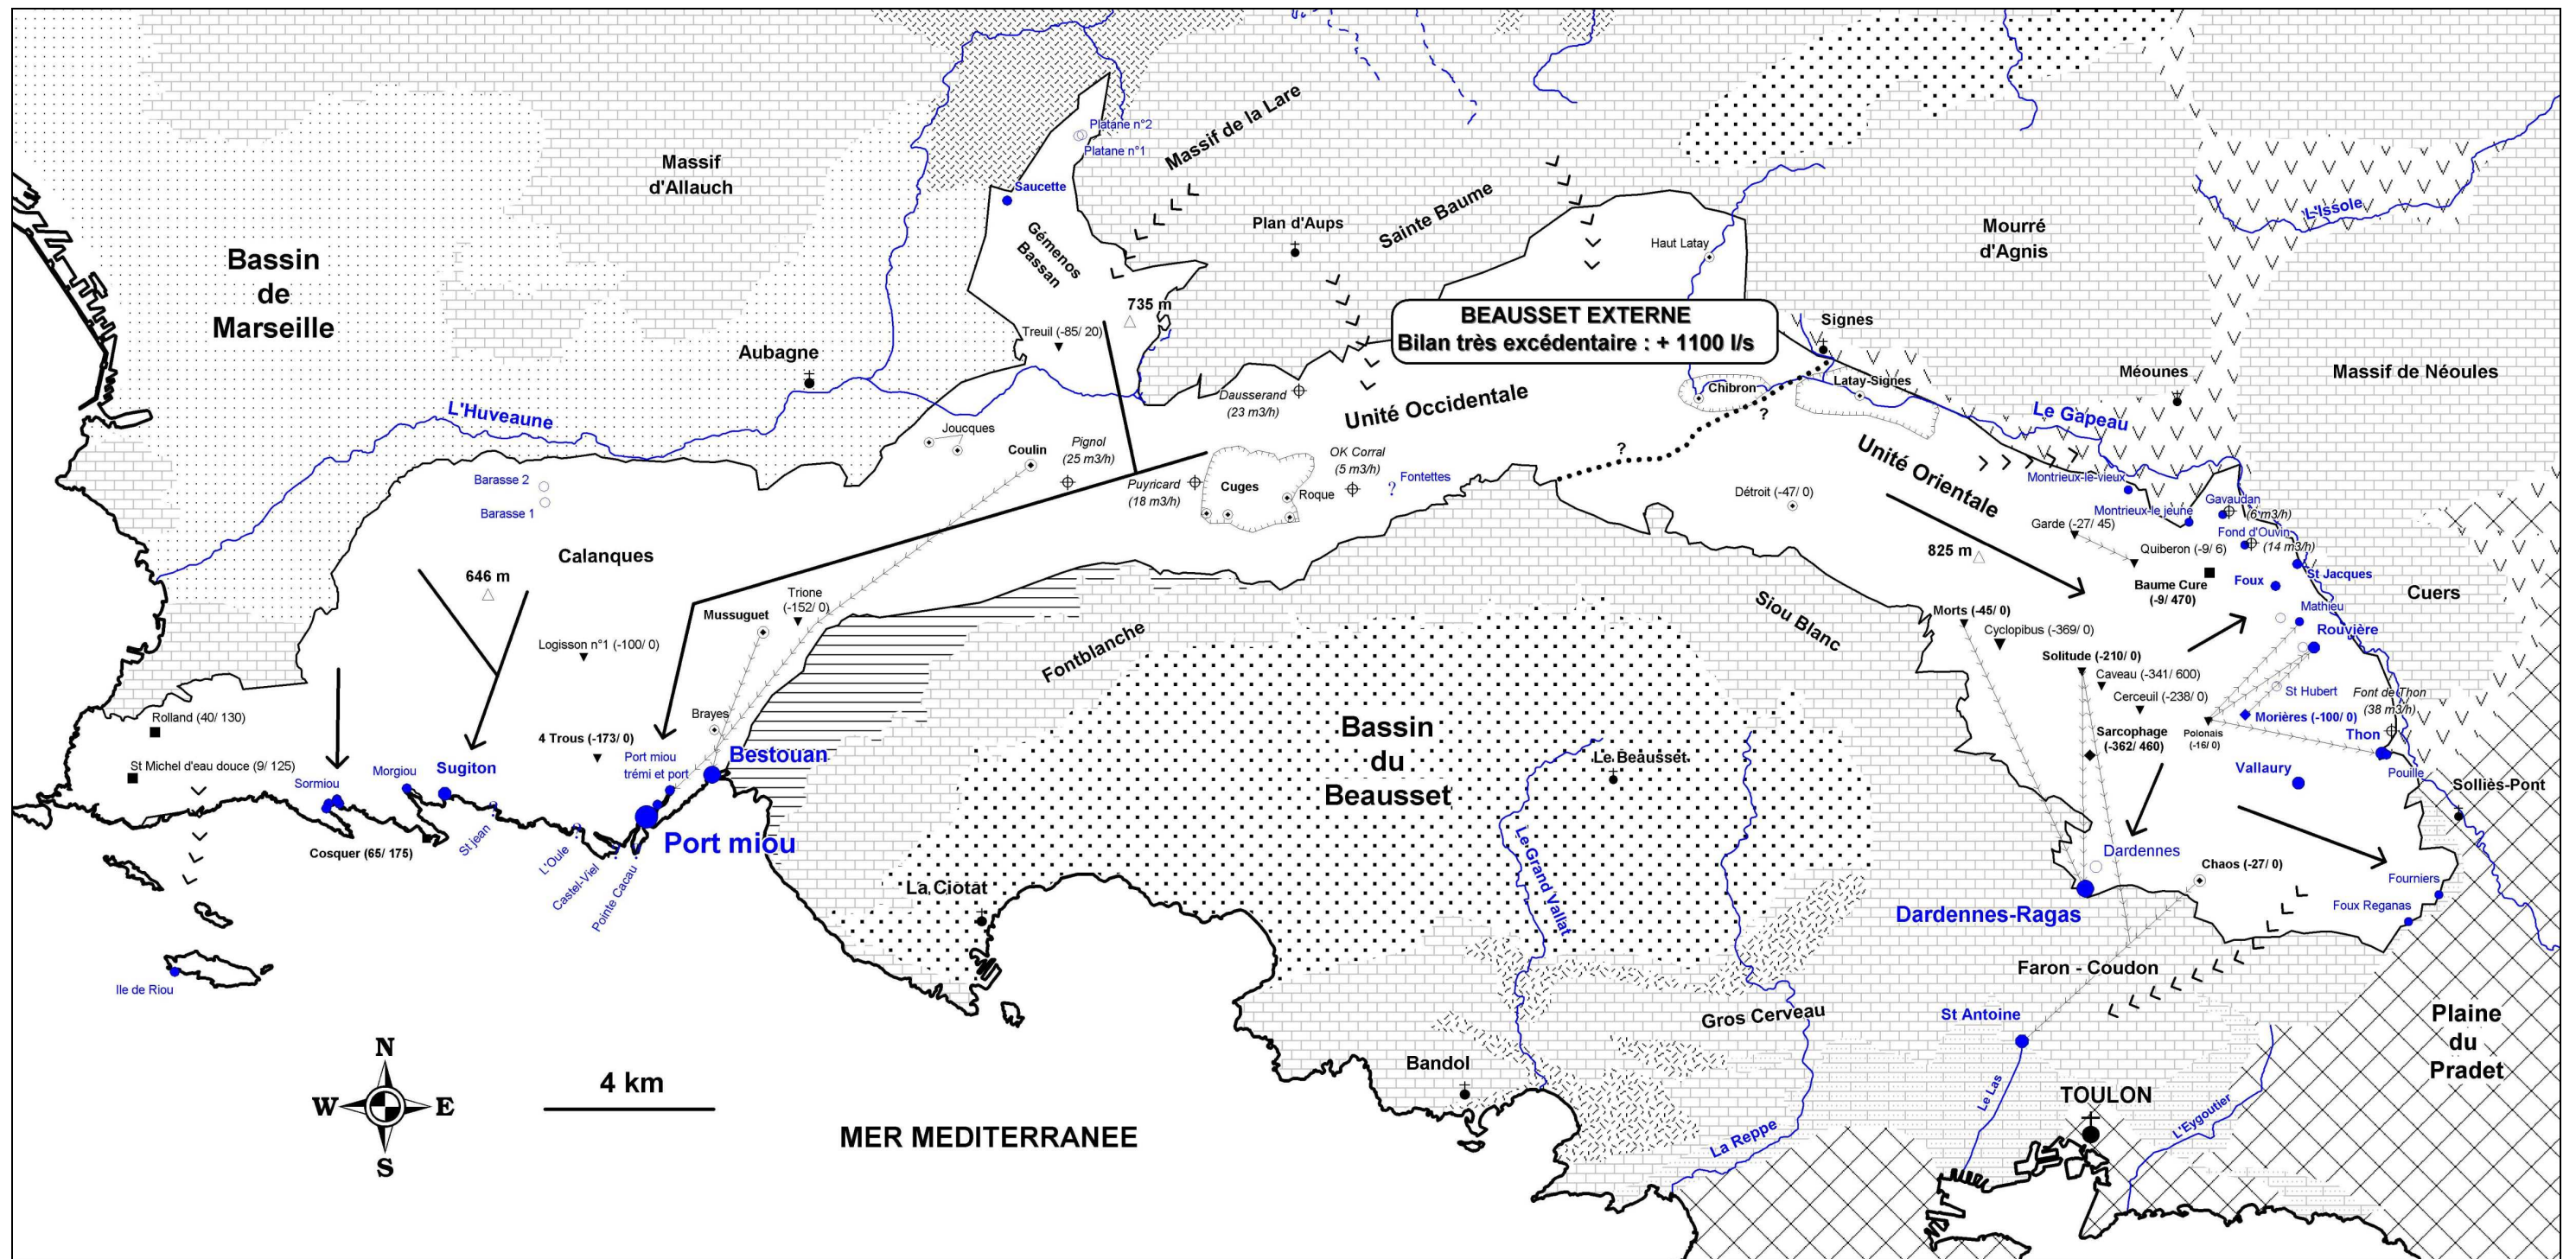 Platane n°2
Platane n°1
Massif de la Lare
Massif
d'Allauch
Saucette
Gémenos
Bassan
Plan d'Aups
Sainte Baume
Haut Latay
Mourré
d'Agnis
L'Issole
Bassin
de
Marseille
735 m
Treuil (-85/ 20)
BEAUSSET EXTERNE
Bilan très excédentaire : + 1100 l/s
Signes
Aubagne
Dausserand
(23 m3/h)
Unité Occidentale
Chibron
Latay-Signes
?
?
Méounes
Massif de Néoules
L'Huveaune
Le Gapeau
Joucques
Coulin
Pignol
(25 m3/h)
Puyricard
(18 m3/h)
Cuges
Roque
OK Corral
(5 m3/h)
?
Fontettes
Unité Orientale
Détroit (-47/ 0)
Montrieux-le-vieux
Montrieux-le jeune
Gavaudan
(6 m3/h)
Fond d'Ouvin
(14 m3/h)
Barasse 2
Barasse 1
Calanques
646 m
Garde (-27/ 45)
Quiberon (-9/ 6)
825 m
Baume Cure
(-9/ 470)
Foux
St Jacques
Cuers
Mathieu
Rouvière
Trione
(-152/ 0)
Mussuguet
Logisson n°1 (-100/ 0)
Fontblanche
Siou Blanc
Morts (-45/ 0)
Cyclopibus (-369/ 0)
Solitude (-210/ 0)
Caveau (-341/ 600)
Cerceuil (-238/ 0)
St Hubert
Font de Thon
(38 m3/h)
Morières (-100/ 0)
Sarcophage
(-362/ 460)
Polonais
(-16/ 0)
Thon
Pouille
Vallaury
Solliès-Pont
Rolland (40/ 130)
St Michel d'eau douce (9/ 125)
Brayes
4 Trous (-173/ 0)
Port miou
trémi et port
Bestouan
Sormiou
Morgiou
Sugiton
Cosquer (65/ 175)
?
St jean
?
L'Oule
?
Castel-Viel
?
Pointe Cacau
Port miou
Bassin
du
Beausset
Le Beausset
Le Grand Vallat
La Ciotat
Dardennes
Dardennes-Ragas
Chaos (-27/ 0)
Fourniers
Foux Reganas
Ile de Riou
Faron - Coudon
Gros Cerveau
St Antoine
Plaine
du
Pradet
Bandol
Le Las
TOULON
L'Eygoutier
La Reppe
N
W
E
S
4 km
MER MEDITERRANEE